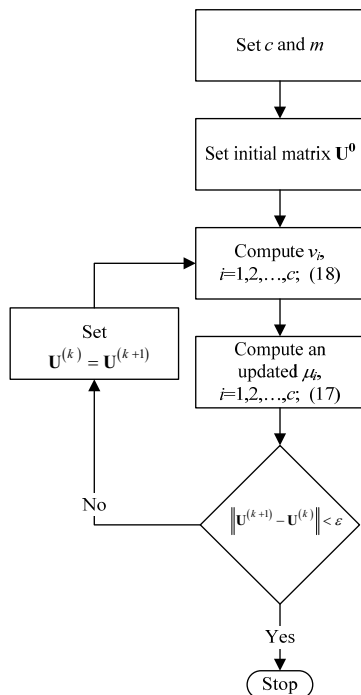 Set c and m
Set initial matrix U⁰
Compute vᵢ,
i=1,2,…,c; (18)
Set
U⁽ᵏ⁾ = U⁽ᵏ⁺¹⁾
Compute an
updated μᵢ,
i=1,2,…,c; (17)
‖U⁽ᵏ⁺¹⁾ − U⁽ᵏ⁾‖ < ε
No
Yes
Stop